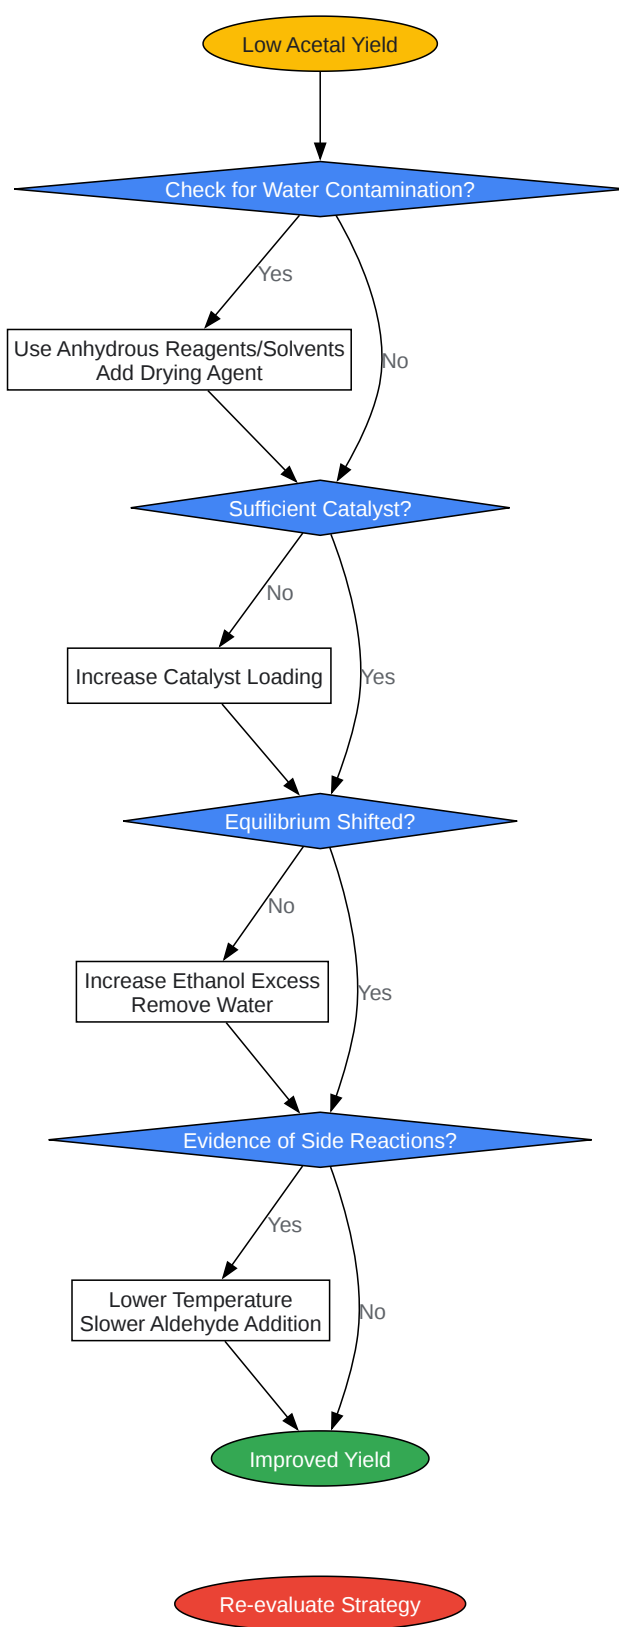 Low Acetal Yield
Check for Water Contamination?
Yes
Use Anhydrous Reagents/Solvents
Add Drying Agent
No
Sufficient Catalyst?
No
Increase Catalyst Loading
Yes
Equilibrium Shifted?
No
Increase Ethanol Excess
Remove Water
Yes
Evidence of Side Reactions?
Yes
Lower Temperature
Slower Aldehyde Addition
No
Improved Yield
Re-evaluate Strategy